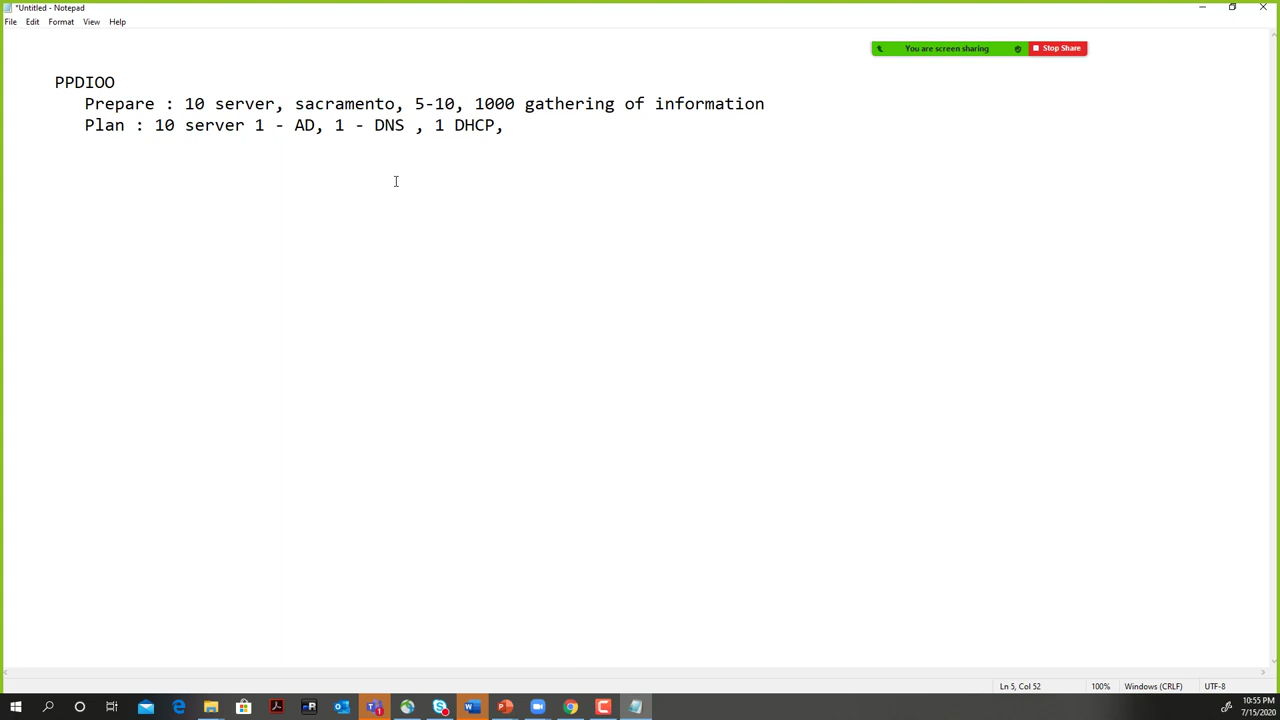 *Untitled - Notepad
File Edit Format View Help
You are screen sharing Stop Share
PPDIOO
Prepare : 10 server, sacramento, 5-10, 1000 gathering of information
Plan : 10 server 1 - AD, 1 - DNS , 1 DHCP,
Ln 5, Col 52 100% Windows (CRLF) UTF-8
10:55 PM
7/15/2020